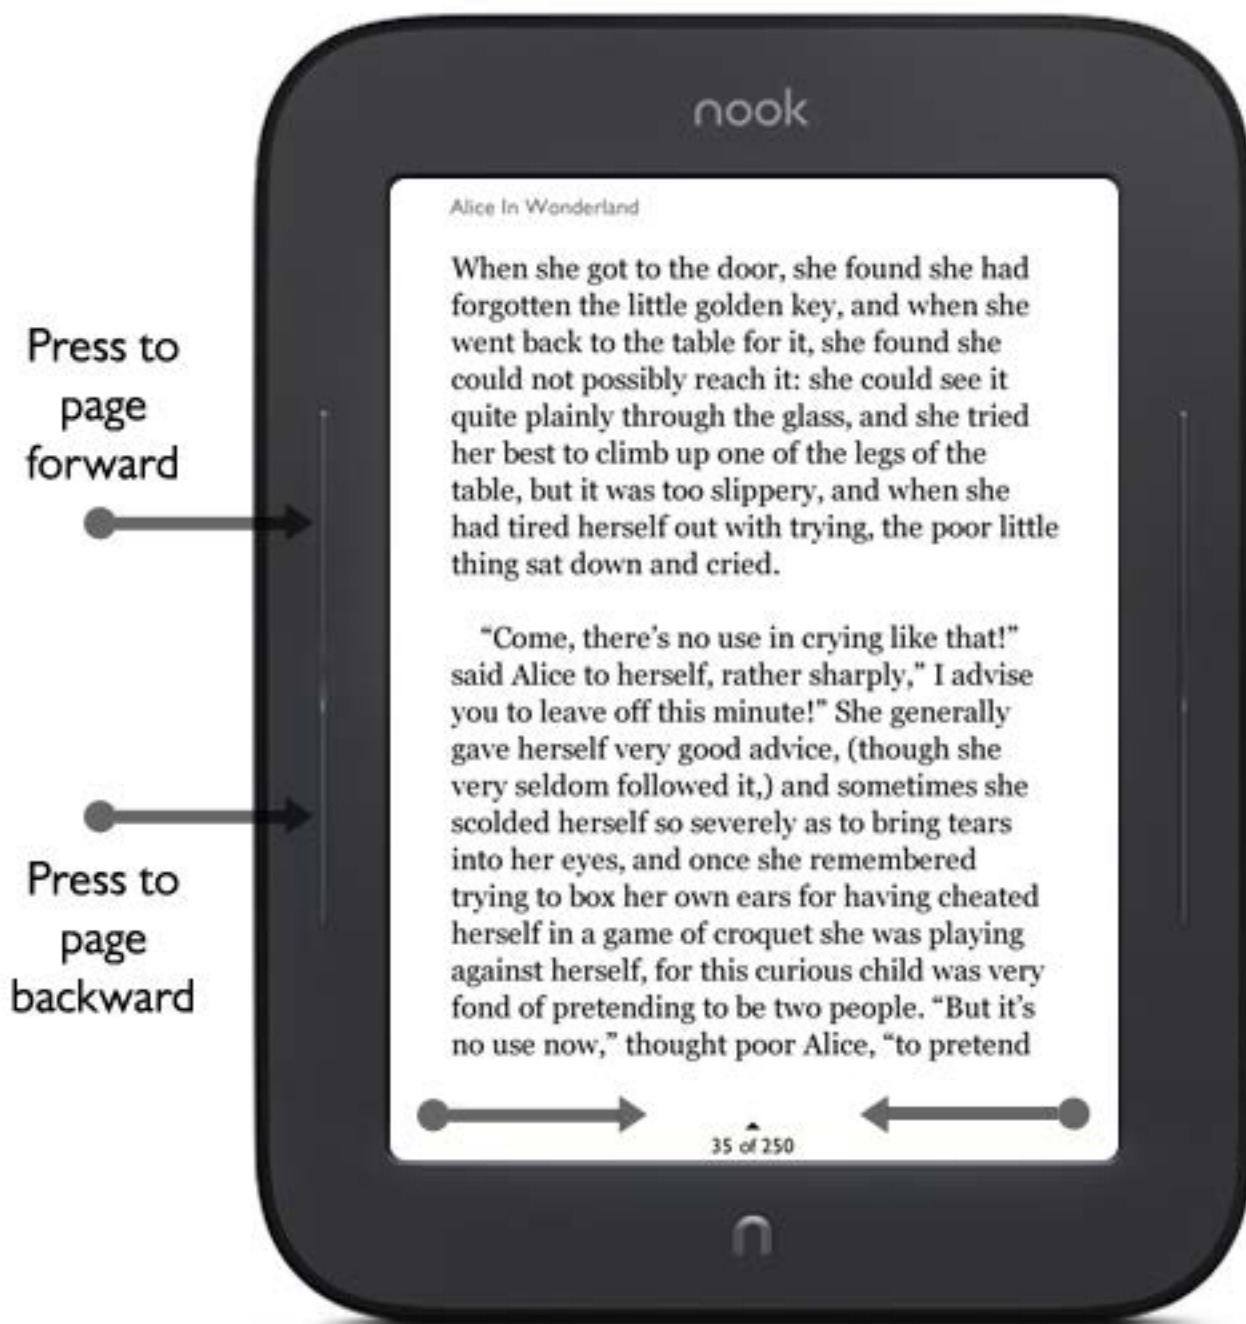 nook
Alice In Wonderland
When she got to the door, she found she had
forgotten the little golden key, and when she
went back to the table for it, she found she
could not possibly reach it: she could see it
quite plainly through the glass, and she tried
her best to climb up one of the legs of the
table, but it was too slippery, and when she
had tired herself out with trying, the poor little
thing sat down and cried.
“Come, there’s no use in crying like that!”
said Alice to herself, rather sharply,” I advise
you to leave off this minute!” She generally
gave herself very good advice, (though she
very seldom followed it,) and sometimes she
scolded herself so severely as to bring tears
into her eyes, and once she remembered
trying to box her own ears for having cheated
herself in a game of croquet she was playing
against herself, for this curious child was very
fond of pretending to be two people. “But it’s
no use now,” thought poor Alice, “to pretend
35 of 250
n
Press to
page
forward
Press to
page
backward